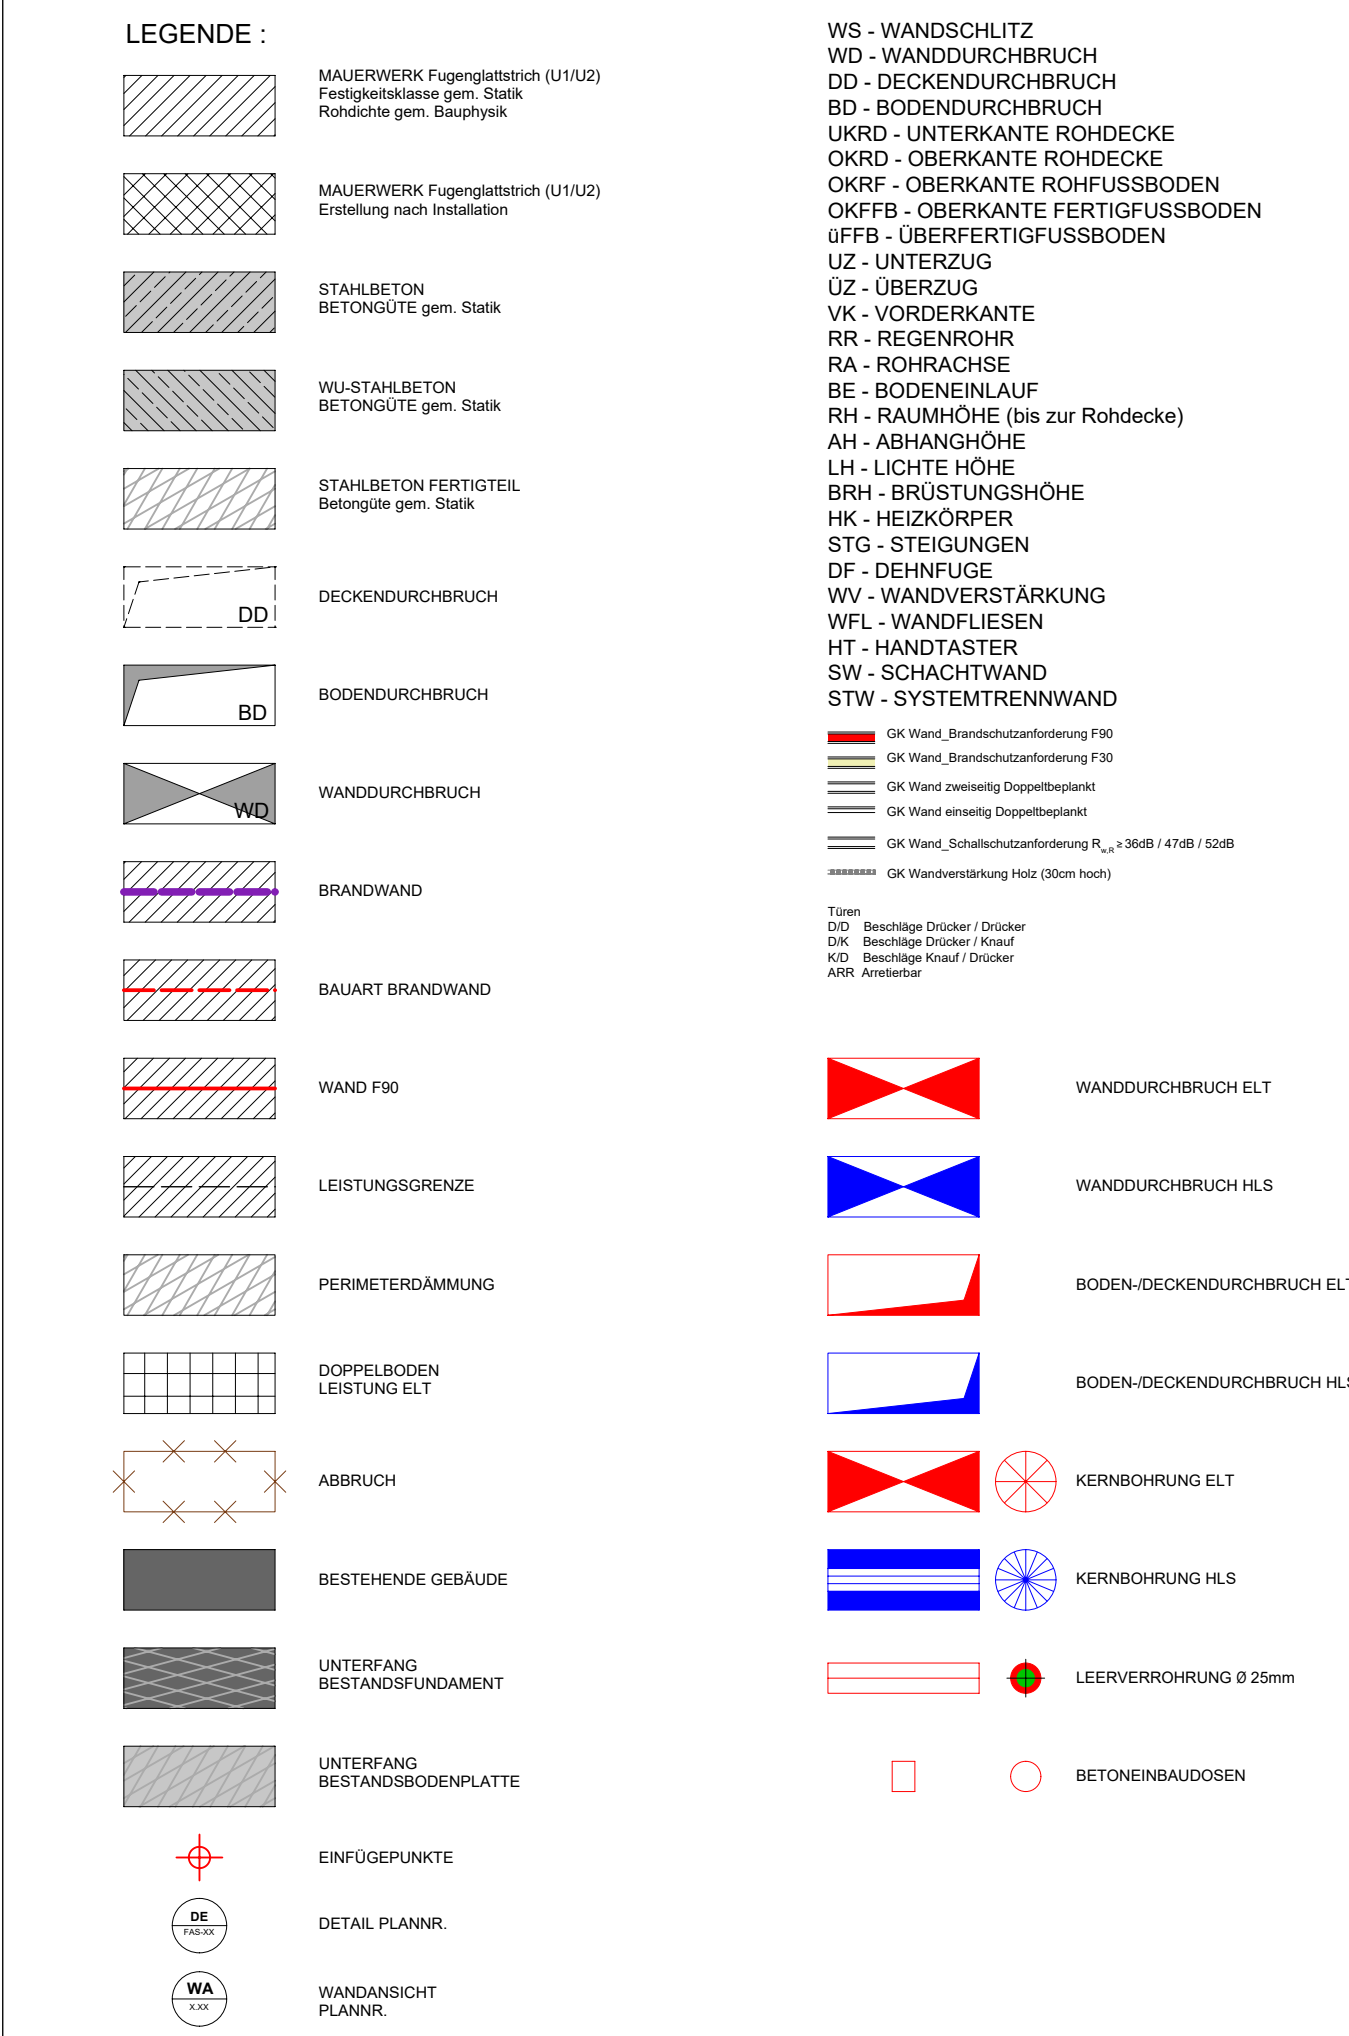 LEGENDE :
MAUERWERK Fugenglattstrich (U1/U2)
Festigkeitsklasse gem. Statik
Rohdichte gem. Bauphysik
MAUERWERK Fugenglattstrich (U1/U2)
Erstellung nach Installation
STAHLBETON
BETONGÜTE gem. Statik
WU-STAHLBETON
BETONGÜTE gem. Statik
STAHLBETON FERTIGTEIL
Betongüte gem. Statik
DD
DECKENDURCHBRUCH
BD
BODENDURCHBRUCH
WD
WANDDURCHBRUCH
BRANDWAND
BAUART BRANDWAND
WAND F90
LEISTUNGSGRENZE
PERIMETERDÄMMUNG
DOPPELBODEN
LEISTUNG ELT
ABBRUCH
BESTEHENDE GEBÄUDE
UNTERFANG
BESTANDSFUNDAMENT
UNTERFANG
BESTANDSBODENPLATTE
EINFÜGEPUNKTE
DE
FAS-XX
DETAIL PLANNR.
WA
X.XX
WANDANSICHT
PLANNR.
WS - WANDSCHLITZ
WD - WANDDURCHBRUCH
DD - DECKENDURCHBRUCH
BD - BODENDURCHBRUCH
UKRD - UNTERKANTE ROHDECKE
OKRD - OBERKANTE ROHDECKE
OKRF - OBERKANTE ROHFUSSBODEN
OKFFB - OBERKANTE FERTIGFUSSBODEN
üFFB - ÜBERFERTIGFUSSBODEN
UZ - UNTERZUG
ÜZ - ÜBERZUG
VK - VORDERKANTE
RR - REGENROHR
RA - ROHRACHSE
BE - BODENEINLAUF
RH - RAUMHÖHE (bis zur Rohdecke)
AH - ABHANGHÖHE
LH - LICHTE HÖHE
BRH - BRÜSTUNGSHÖHE
HK - HEIZKÖRPER
STG - STEIGUNGEN
DF - DEHNFUGE
WV - WANDVERSTÄRKUNG
WFL - WANDFLIESEN
HT - HANDTASTER
SW - SCHACHTWAND
STW - SYSTEMTRENNWAND
GK Wand_Brandschutzanforderung F90
GK Wand_Brandschutzanforderung F30
GK Wand zweiseitig Doppeltbeplankt
GK Wand einseitig Doppeltbeplankt
GK Wand_Schallschutzanforderung Rw,R ≥ 36dB / 47dB / 52dB
GK Wandverstärkung Holz (30cm hoch)
Türen
D/D Beschläge Drücker / Drücker
D/K Beschläge Drücker / Knauf
K/D Beschläge Knauf / Drücker
ARR Arretierbar
WANDDURCHBRUCH ELT
WANDDURCHBRUCH HLS
BODEN-/DECKENDURCHBRUCH ELT
BODEN-/DECKENDURCHBRUCH HLS
KERNBOHRUNG ELT
KERNBOHRUNG HLS
LEERVERROHRUNG Ø 25mm
BETONEINBAUDOSEN